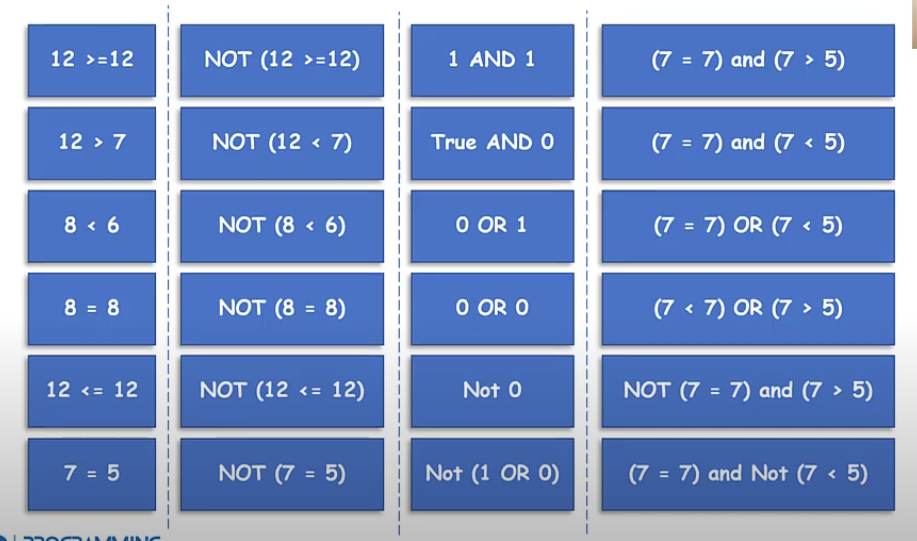 12 >=12
NOT (12 >=12)
1 AND 1
(7 = 7) and (7 > 5)
12 > 7
NOT (12 < 7)
True AND 0
(7 = 7) and (7 < 5)
8 < 6
NOT (8 < 6)
0 OR 1
(7 = 7) OR (7 < 5)
8 = 8
NOT (8 = 8)
0 OR 0
(7 < 7) OR (7 > 5)
12 <= 12
NOT (12 <= 12)
Not 0
NOT (7 = 7) and (7 > 5)
7 = 5
NOT (7 = 5)
Not (1 OR 0)
(7 = 7) and Not (7 < 5)
PROGRAMMING